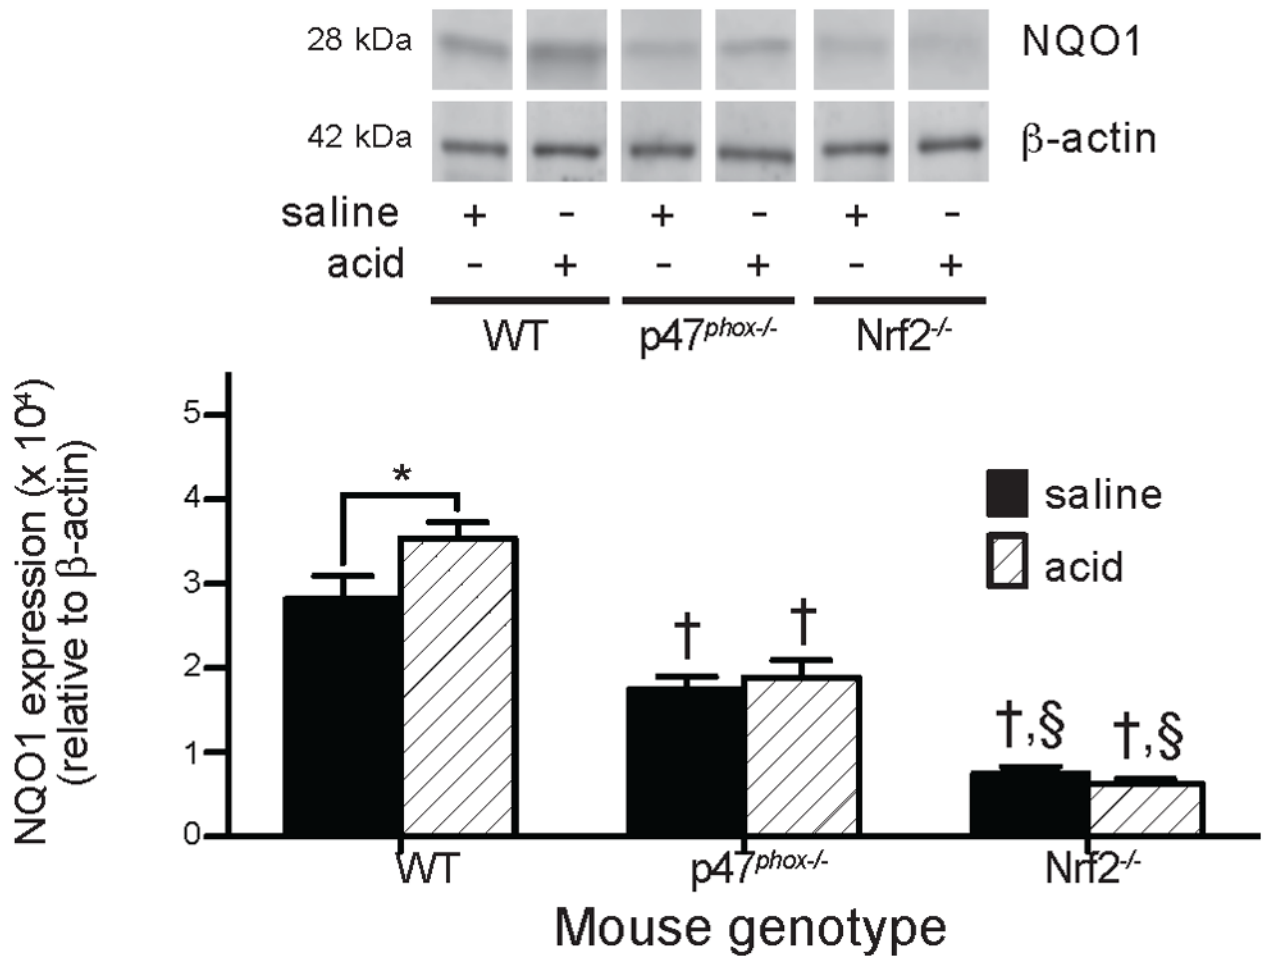 28 kDa NQO1
42 kDa β-actin
saline + - + - + -
acid - + - + - +
WT p47phox-/- Nrf2-/-
NQO1 expression (x 10⁴)
(relative to β-actin)
5
4
3
2
1
0
*
† †
†,§ †,§
saline
acid
WT p47phox-/- Nrf2-/-
Mouse genotype